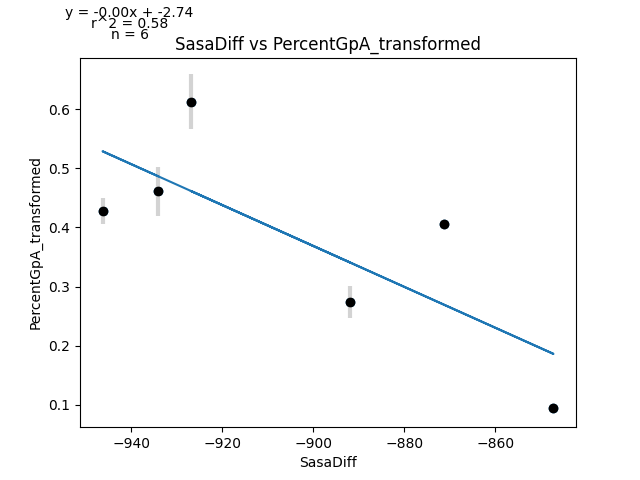 y = -0.00x + -2.74
r^2 = 0.58
n = 6
SasaDiff vs PercentGpA_transformed
0.6
0.5
0.4
0.3
0.2
0.1
PercentGpA_transformed
−940
−920
−900
−880
−860
SasaDiff